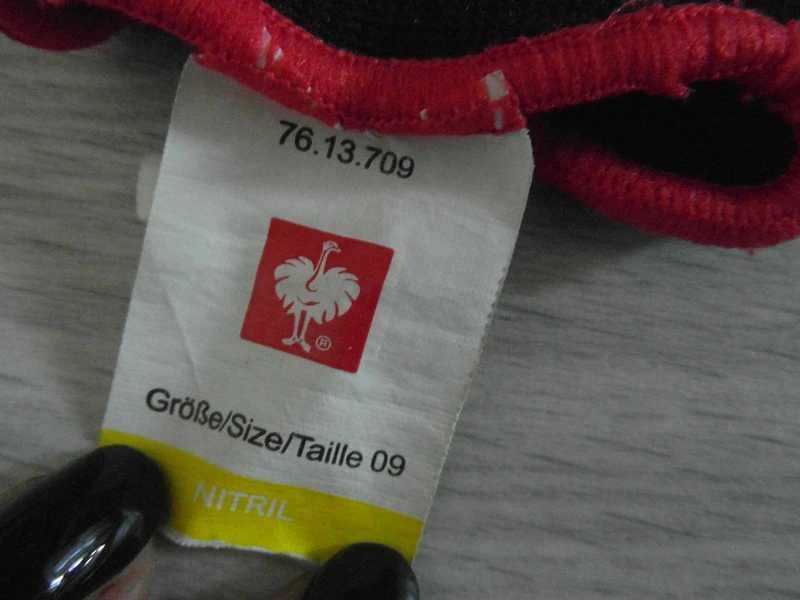 76.13.709
®
Größe/Size/Taille 09
NITRIL